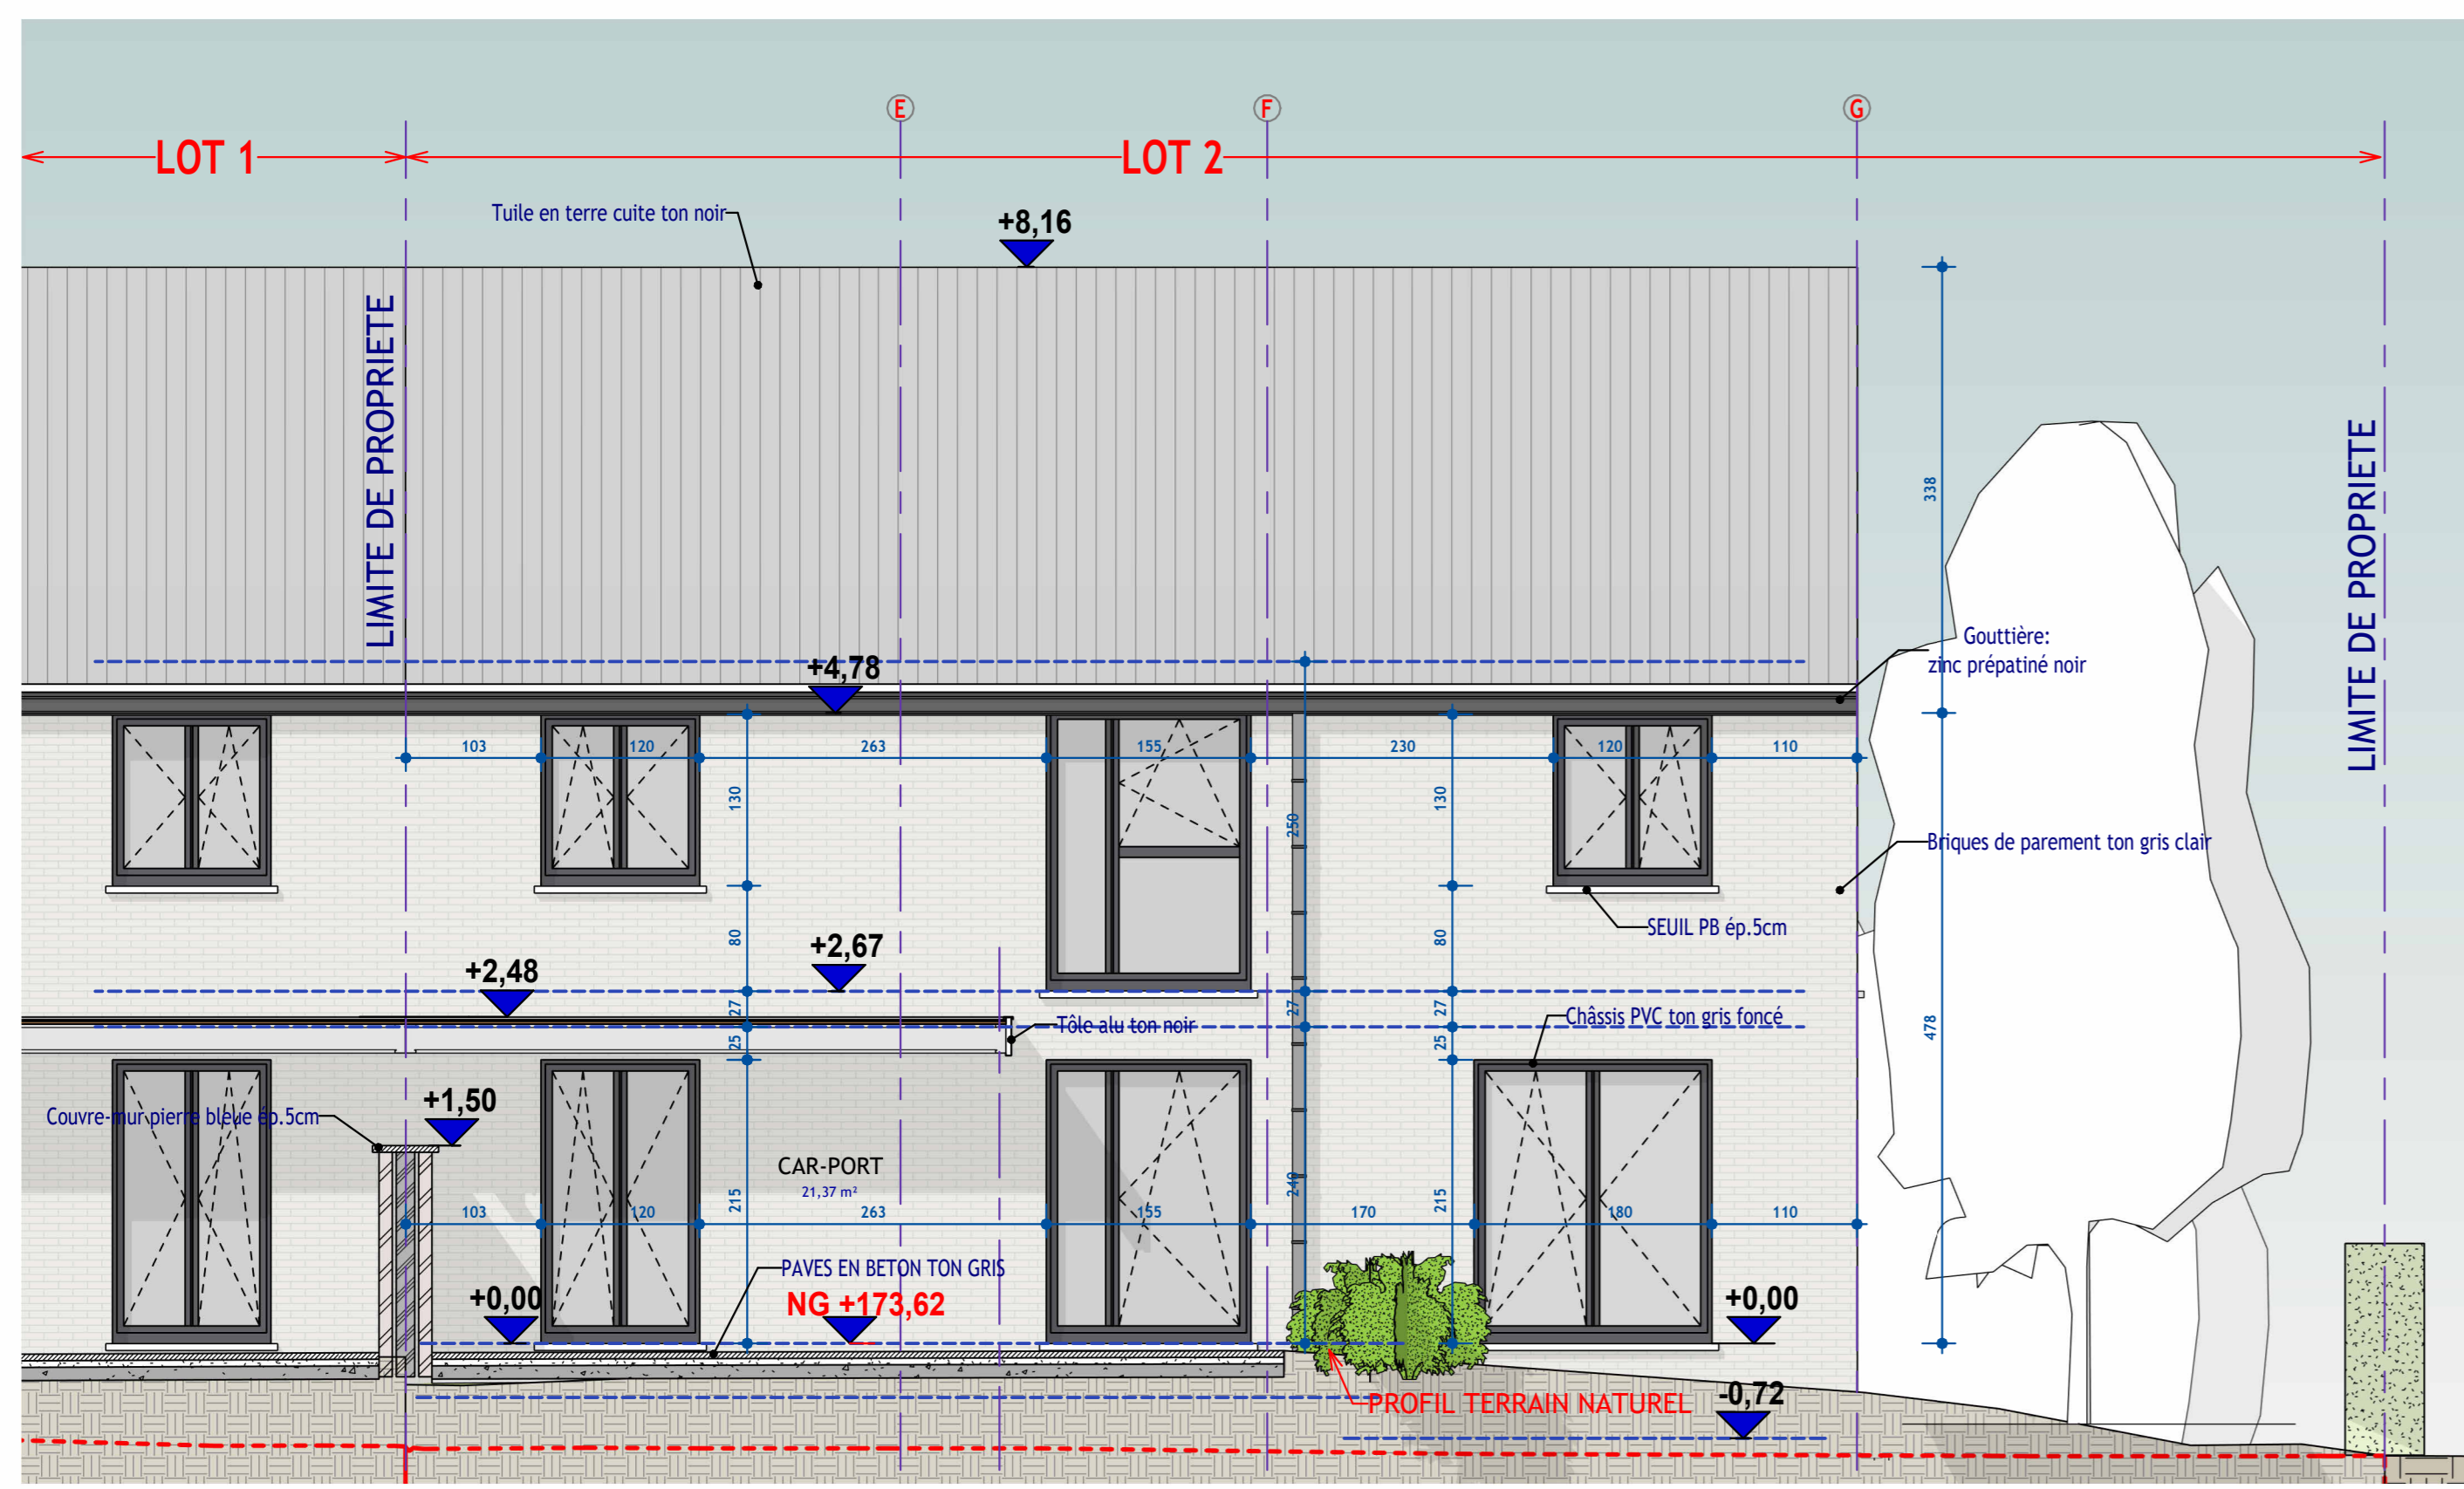 E
F
G
LOT 1
LOT 2
Tuile en terre cuite ton noir
+8,16
LIMITE DE PROPRIETE
LIMITE DE PROPRIETE
338
Gouttière:
zinc prépatiné noir
+4,78
103
120
263
155
230
120
110
130
130
250
Briques de parement ton gris clair
SEUIL PB ép.5cm
80
80
+2,67
+2,48
27
27
27
Tôle alu ton noir
Châssis PVC ton gris foncé
25
25
478
Couvre-mur pierre bleue ép.5cm
+1,50
CAR-PORT
21,37 m²
215
240
215
103
120
263
155
170
180
110
PAVES EN BETON TON GRIS
+0,00
NG +173,62
+0,00
PROFIL TERRAIN NATUREL
-0,72